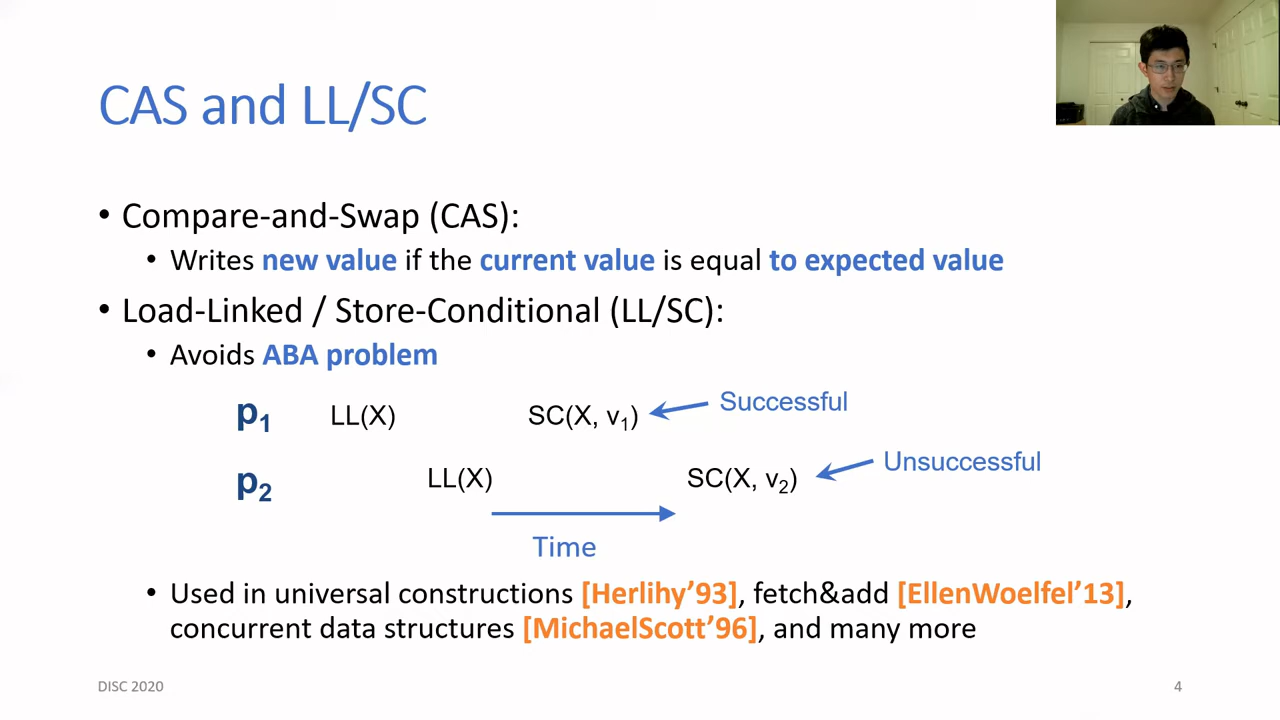 CAS and LL/SC
• Compare-and-Swap (CAS):
• Writes new value if the current value is equal to expected value
• Load-Linked / Store-Conditional (LL/SC):
• Avoids ABA problem
p₁ LL(X) SC(X, v₁) Successful
p₂ LL(X) SC(X, v₂) Unsuccessful
Time
• Used in universal constructions [Herlihy’93], fetch&add [EllenWoelfel’13],
concurrent data structures [MichaelScott’96], and many more
DISC 2020 4